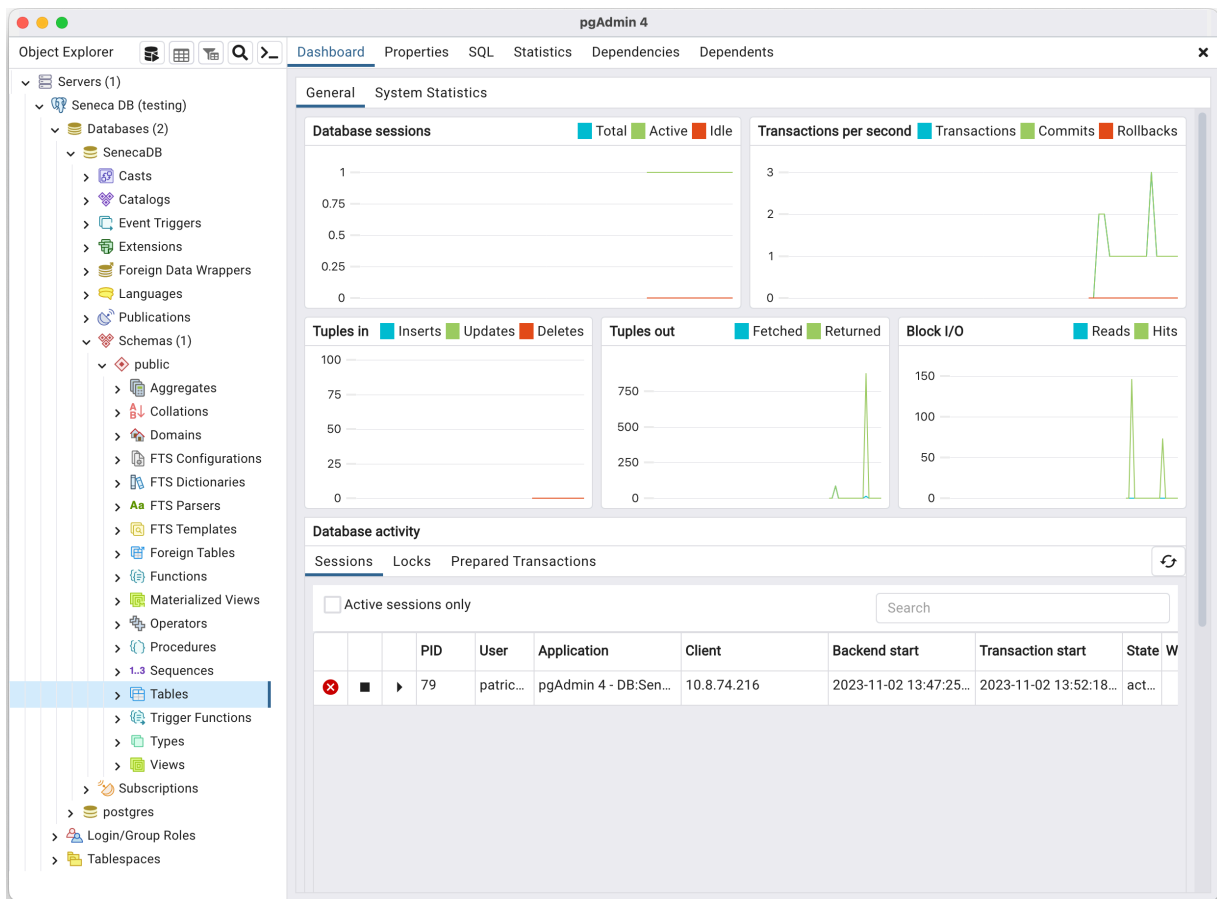 pgAdmin 4
Object Explorer
Dashboard Properties SQL Statistics Dependencies Dependents
Servers (1)
Seneca DB (testing)
Databases (2)
SenecaDB
Casts
Catalogs
Event Triggers
Extensions
Foreign Data Wrappers
Languages
Publications
Schemas (1)
public
Aggregates
Collations
Domains
FTS Configurations
FTS Dictionaries
Aa FTS Parsers
FTS Templates
Foreign Tables
Functions
Materialized Views
Operators
Procedures
1..3 Sequences
Tables
Trigger Functions
Types
Views
Subscriptions
postgres
Login/Group Roles
Tablespaces
General System Statistics
Database sessions Total Active Idle
1
0.75
0.5
0.25
0
Transactions per second Transactions Commits Rollbacks
3
2
1
0
Tuples in Inserts Updates Deletes
100
75
50
25
0
Tuples out Fetched Returned
750
500
250
0
Block I/O Reads Hits
150
100
50
0
Database activity
Sessions Locks Prepared Transactions
Active sessions only Search
PID User Application Client Backend start Transaction start State W
79 patric... pgAdmin 4 - DB:Sen... 10.8.74.216 2023-11-02 13:47:25... 2023-11-02 13:52:18... act...